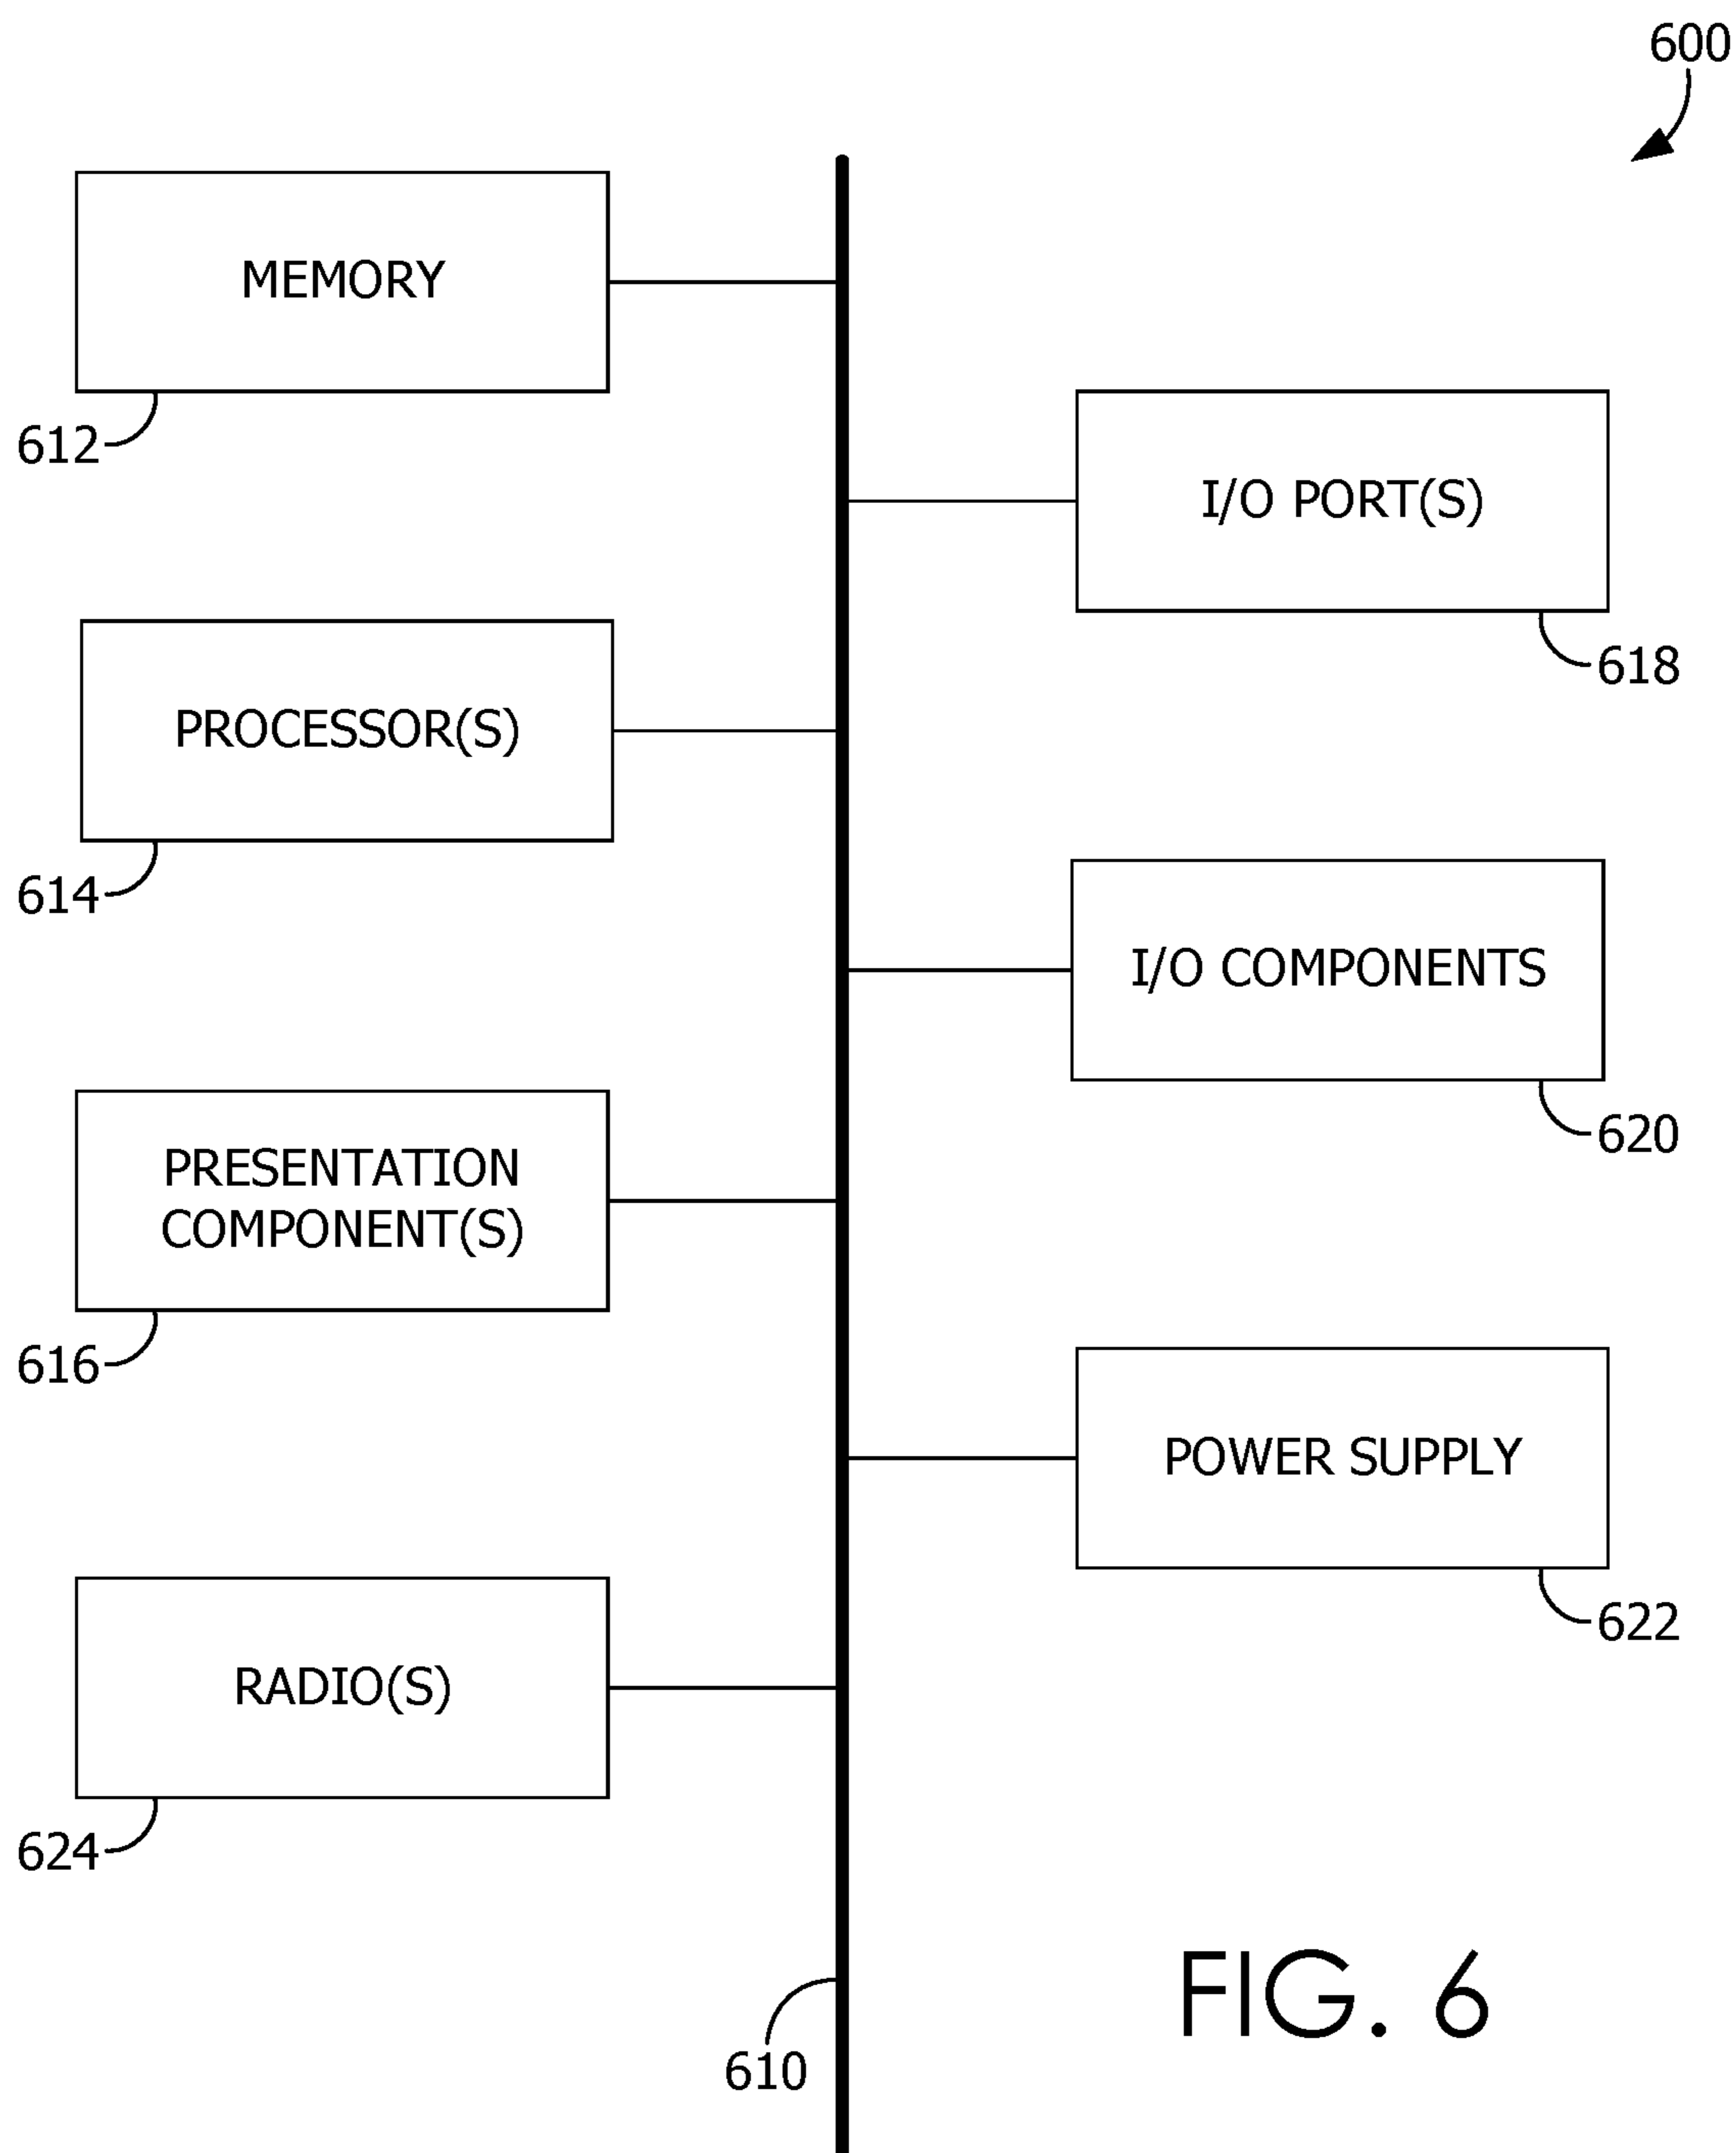 600
MEMORY
612
I/O PORT(S)
618
PROCESSOR(S)
614
I/O COMPONENTS
620
PRESENTATION
COMPONENT(S)
616
POWER SUPPLY
622
RADIO(S)
624
610
FIG. 6